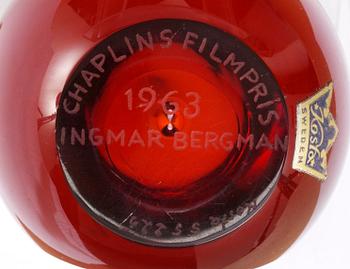 CHAPLINS FILMPRIS
1963
INGMAR BERGMAN
Kosta
SWEDEN